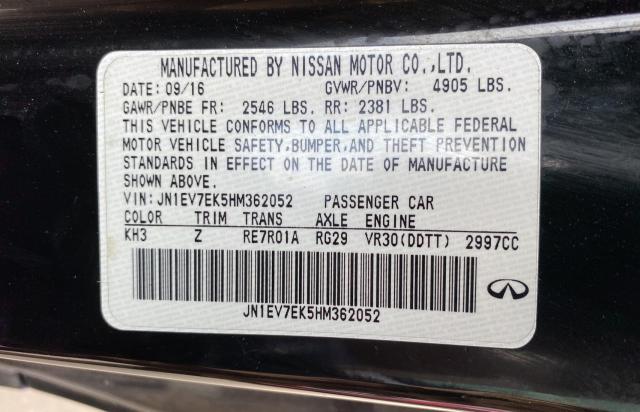 MANUFACTURED BY NISSAN MOTOR CO.,LTD.
DATE: 09/16 GVWR/PNBV: 4905 LBS.
GAWR/PNBE FR: 2546 LBS. RR: 2381 LBS.
THIS VEHICLE CONFORMS TO ALL APPLICABLE FEDERAL
MOTOR VEHICLE SAFETY,BUMPER,AND THEFT PREVENTION
STANDARDS IN EFFECT ON THE DATE OF MANUFACTURE
SHOWN ABOVE.
VIN: JN1EV7EK5HM362052 PASSENGER CAR
COLOR TRIM TRANS AXLE ENGINE
KH3 Z RE7R01A RG29 VR30(DDTT) 2997CC
JN1EV7EK5HM362052